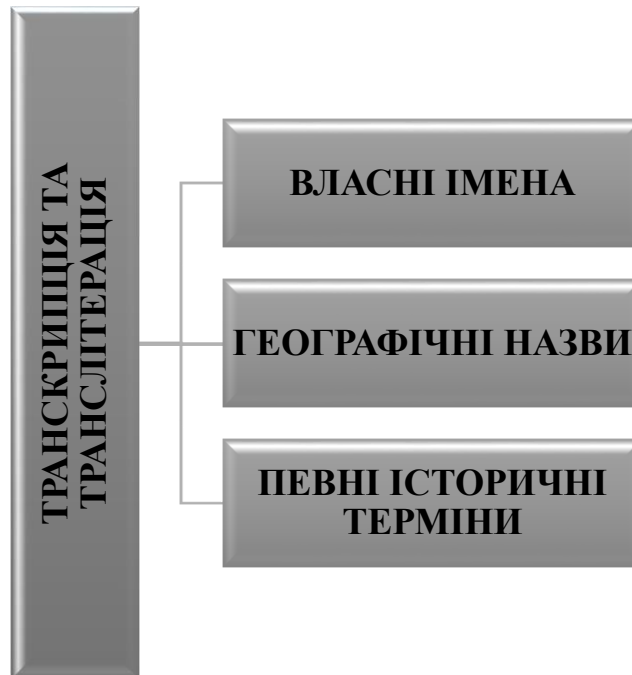 ТРАНСКРИПЦІЯ ТА
ТРАНСЛІТЕРАЦІЯ
ВЛАСНІ ІМЕНА
ГЕОГРАФІЧНІ НАЗВИ
ПЕВНІ ІСТОРИЧНІ
ТЕРМІНИ